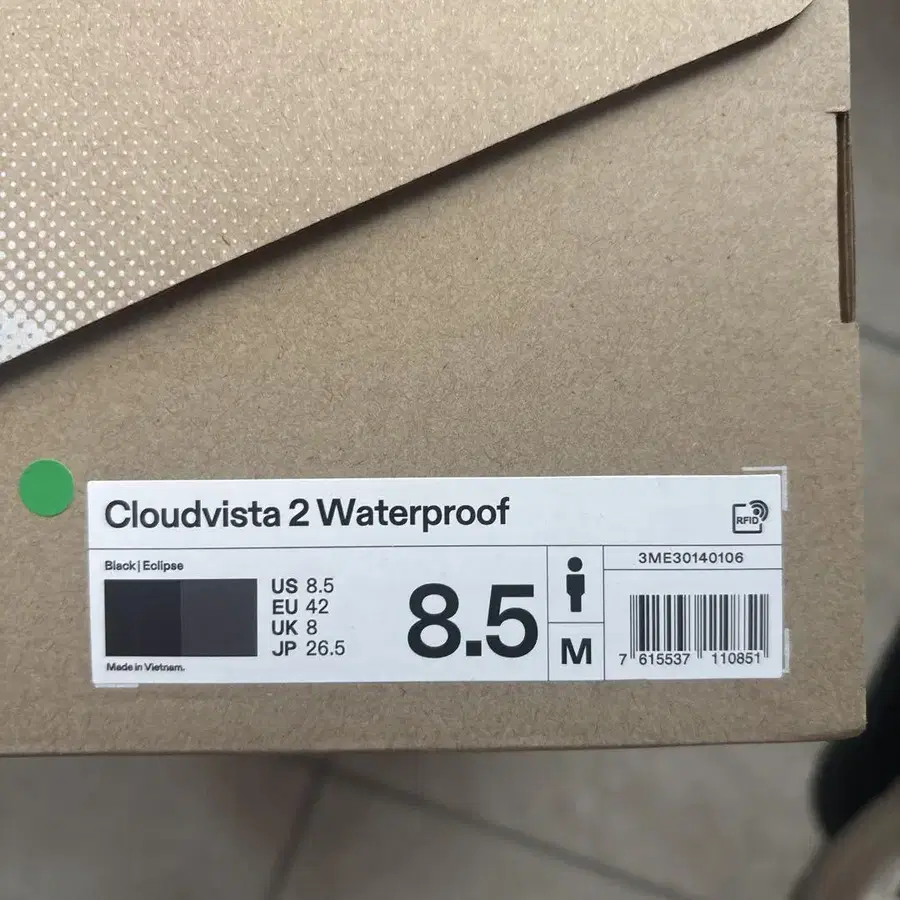 Cloudvista 2 Waterproof
RFID
Black | Eclipse
US 8.5
EU 42
UK 8
JP 26.5
Made in Vietnam.
8.5
M
3ME30140106
7 615537 110851